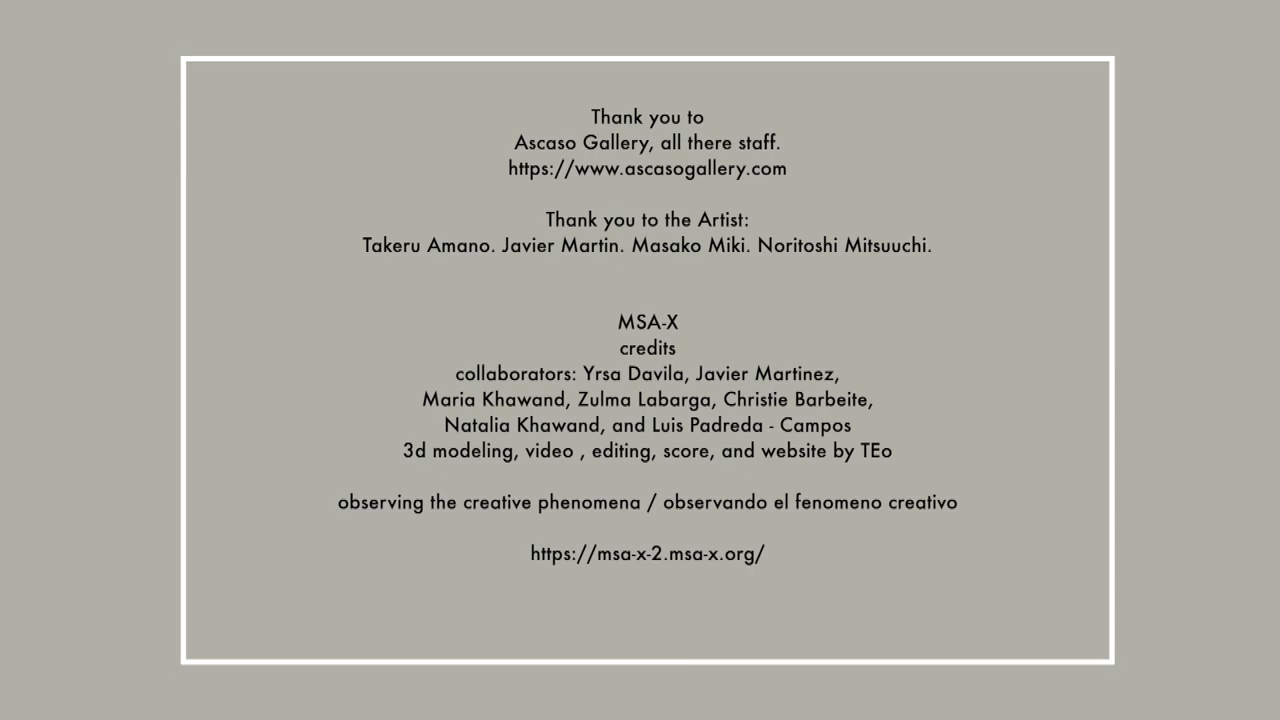 Thank you to
Ascaso Gallery, all there staff.
https://www.ascasogallery.com
Thank you to the Artist:
Takeru Amano. Javier Martin. Masako Miki. Noritoshi Mitsuuchi.
MSA-X
credits
collaborators: Yrsa Davila, Javier Martinez,
Maria Khawand, Zulma Labarga, Christie Barbeite,
Natalia Khawand, and Luis Padreda - Campos
3d modeling, video , editing, score, and website by TEo
observing the creative phenomena / observando el fenomeno creativo
https://msa-x-2.msa-x.org/